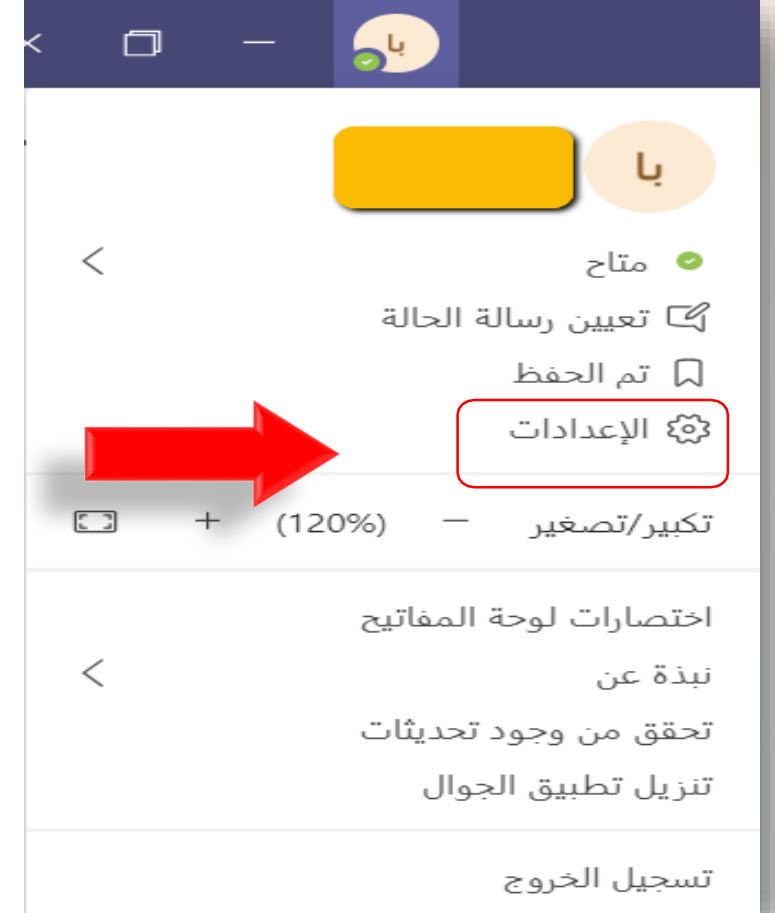 با
با
متاح
تعيين رسالة الحالة
تم الحفظ
الإعدادات
تكبير/تصغير — (120%) +
اختصارات لوحة المفاتيح
نبذة عن
تحقق من وجود تحديثات
تنزيل تطبيق الجوال
تسجيل الخروج